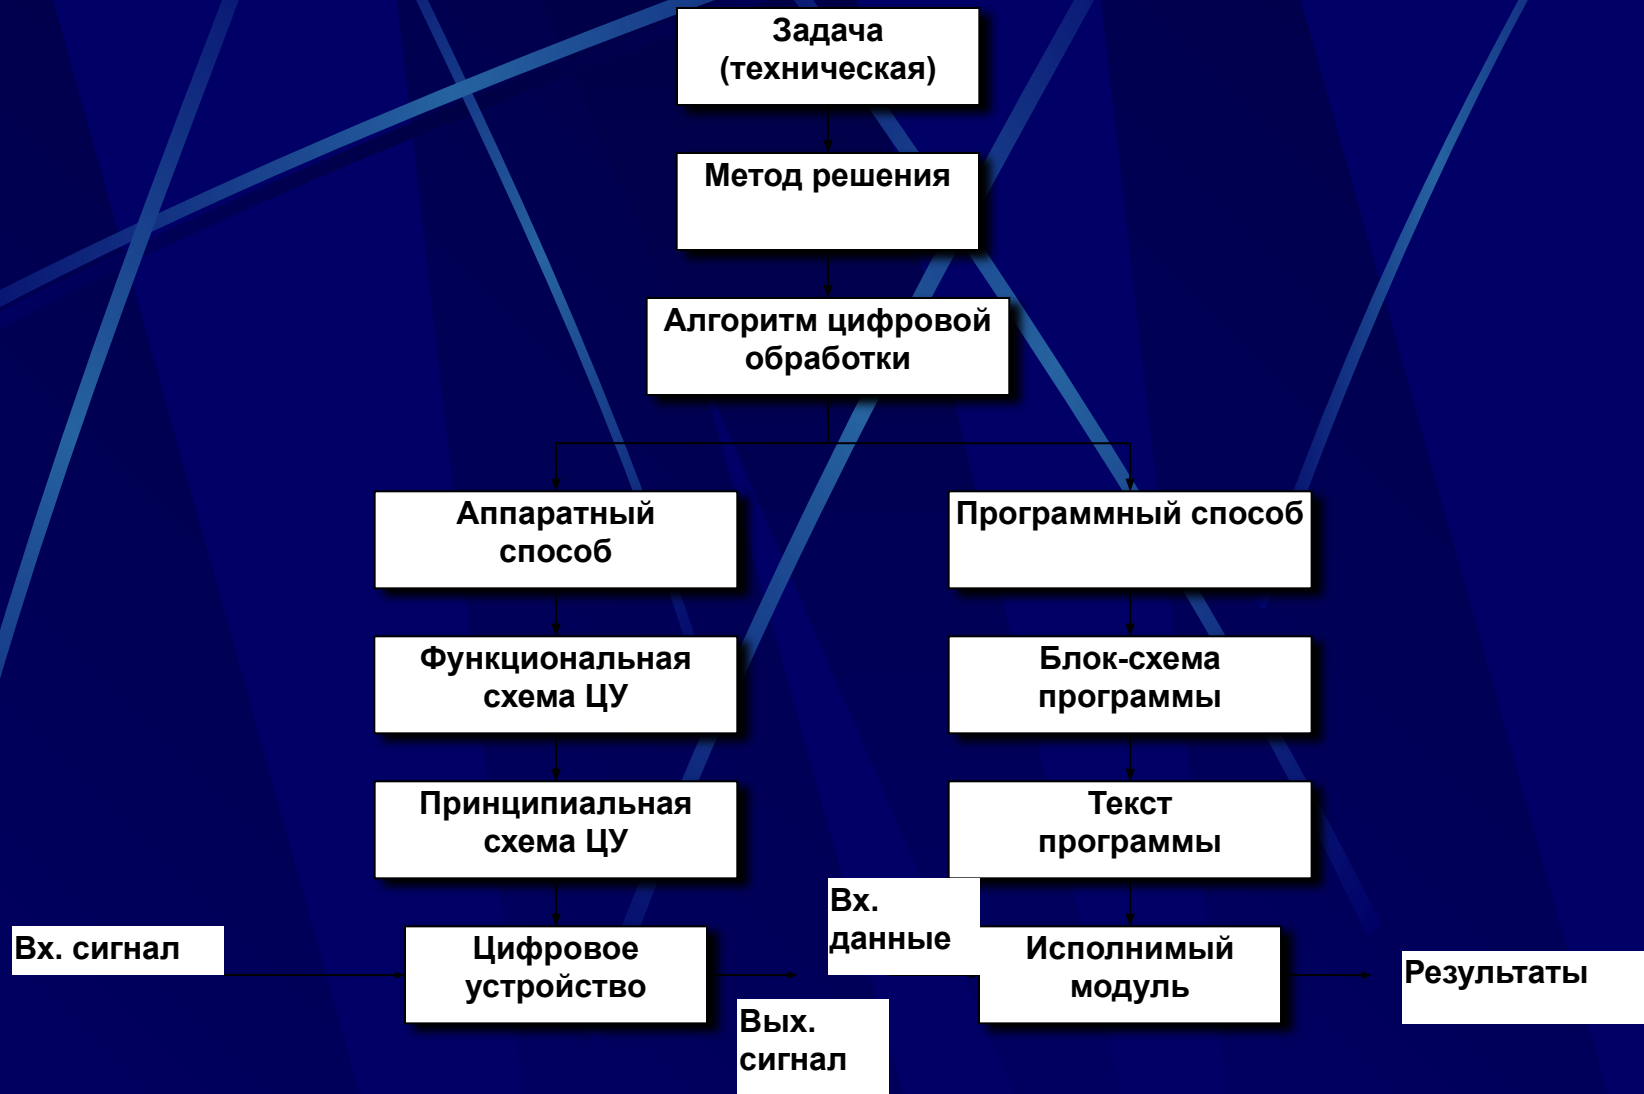 Задача
(техническая)
Метод решения
Алгоритм цифровой
обработки
Аппаратный
способ
Программный способ
Функциональная
схема ЦУ
Блок-схема
программы
Принципиальная
схема ЦУ
Текст
программы
Вх. сигнал
Цифровое
устройство
Вых.
сигнал
Вх.
данные
Исполнимый
модуль
Результаты